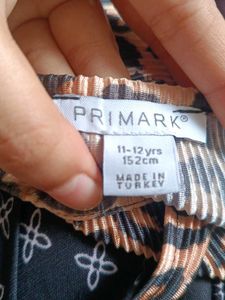 PRIMARK®
11-12yrs
152cm
MADE IN
TURKEY